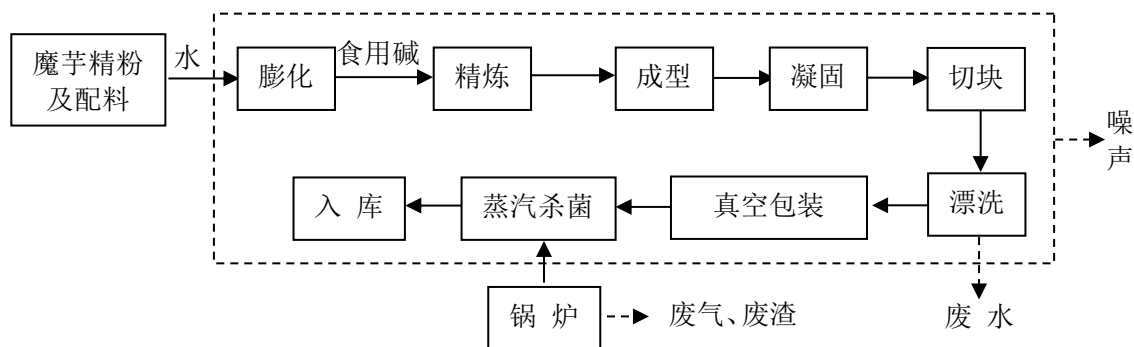 魔芋精粉
及配料
水
膨化
食用碱
精炼
成型
凝固
切块
噪
声
入 库
蒸汽杀菌
真空包装
漂洗
锅 炉
废气、废渣
废 水